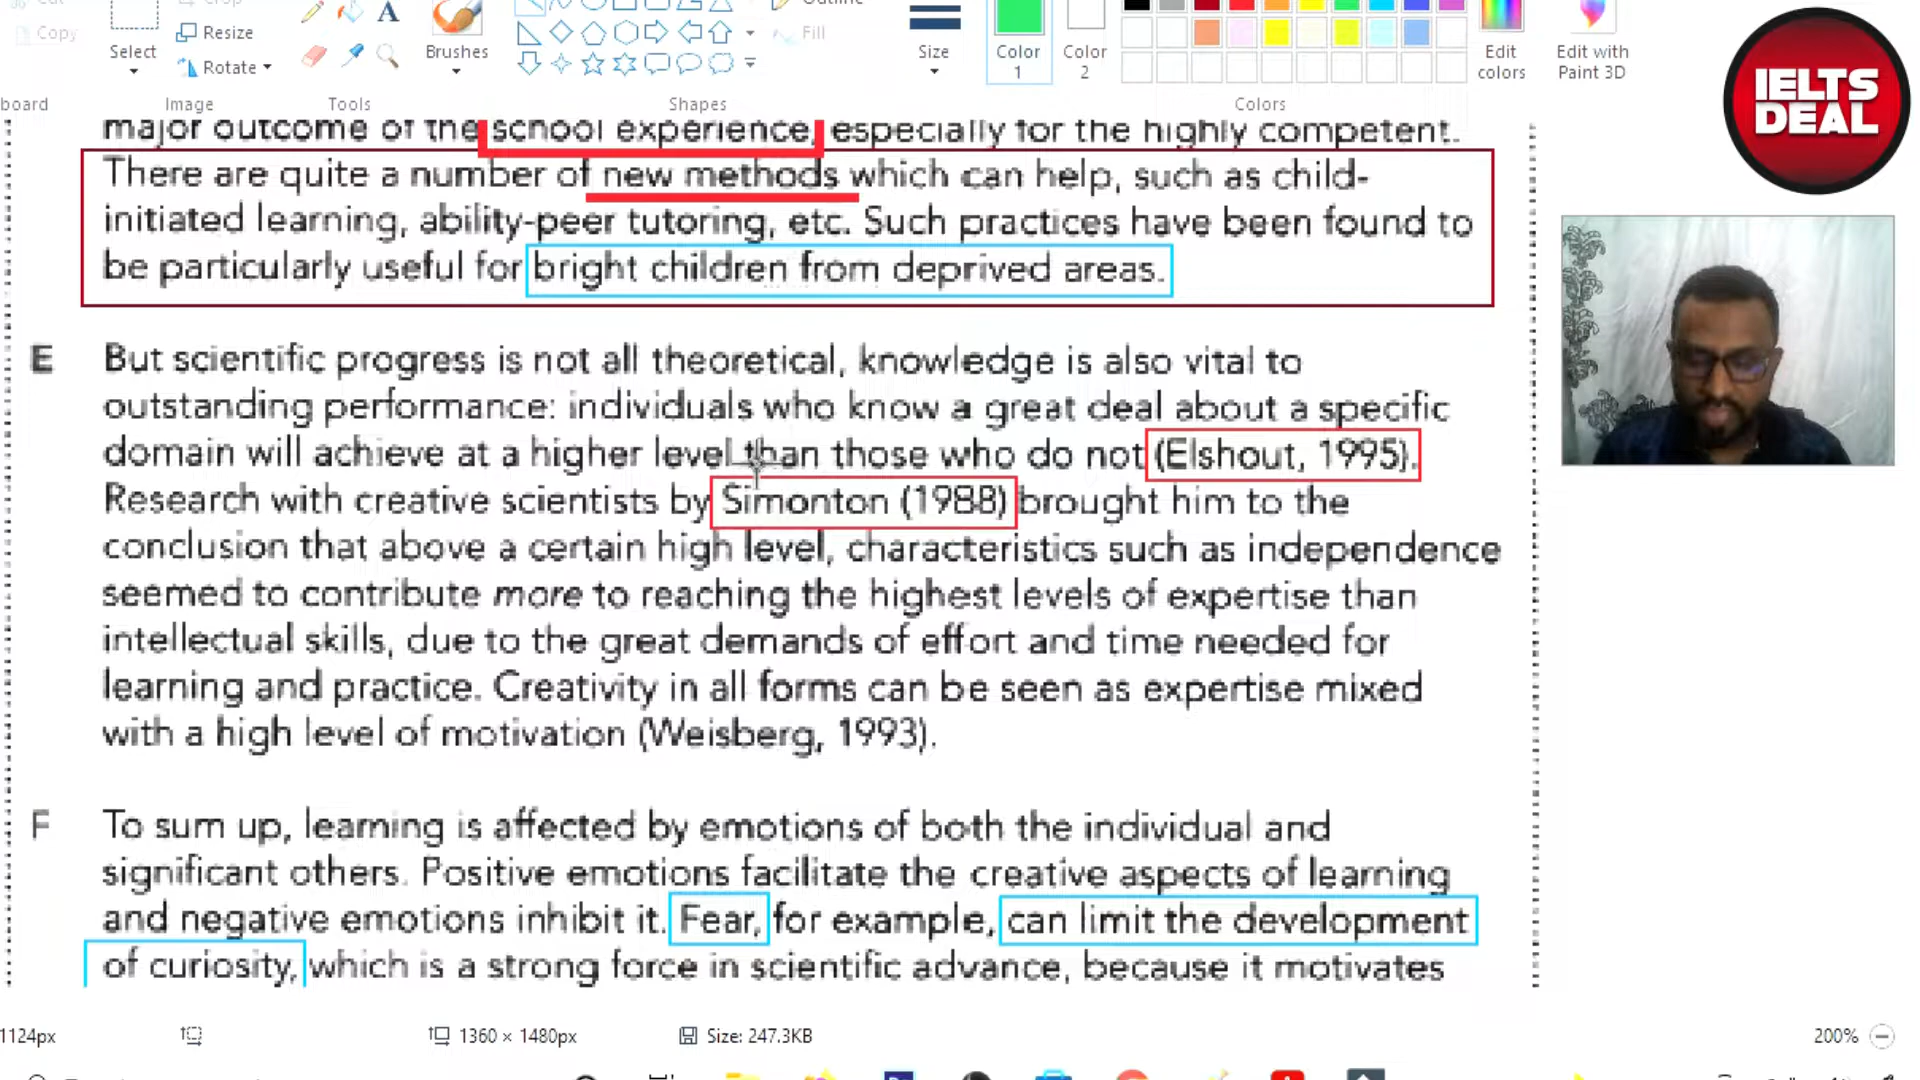 Copy
Select
Crop
Resize
Rotate
A
Brushes
Outline
Fill
Size
Color
1
Color
2
Edit
colors
Edit with
Paint 3D
board
Image
Tools
Shapes
Colors
IELTS
DEAL
major outcome of the school experience, especially for the highly competent.
There are quite a number of new methods which can help, such as child-
initiated learning, ability-peer tutoring, etc. Such practices have been found to
be particularly useful for bright children from deprived areas.
E But scientific progress is not all theoretical, knowledge is also vital to
outstanding performance: individuals who know a great deal about a specific
domain will achieve at a higher level than those who do not (Elshout, 1995).
Research with creative scientists by Simonton (1988) brought him to the
conclusion that above a certain high level, characteristics such as independence
seemed to contribute more to reaching the highest levels of expertise than
intellectual skills, due to the great demands of effort and time needed for
learning and practice. Creativity in all forms can be seen as expertise mixed
with a high level of motivation (Weisberg, 1993).
F To sum up, learning is affected by emotions of both the individual and
significant others. Positive emotions facilitate the creative aspects of learning
and negative emotions inhibit it. Fear, for example, can limit the development
of curiosity, which is a strong force in scientific advance, because it motivates
1124px
1360 × 1480px
Size: 247.3KB
200%